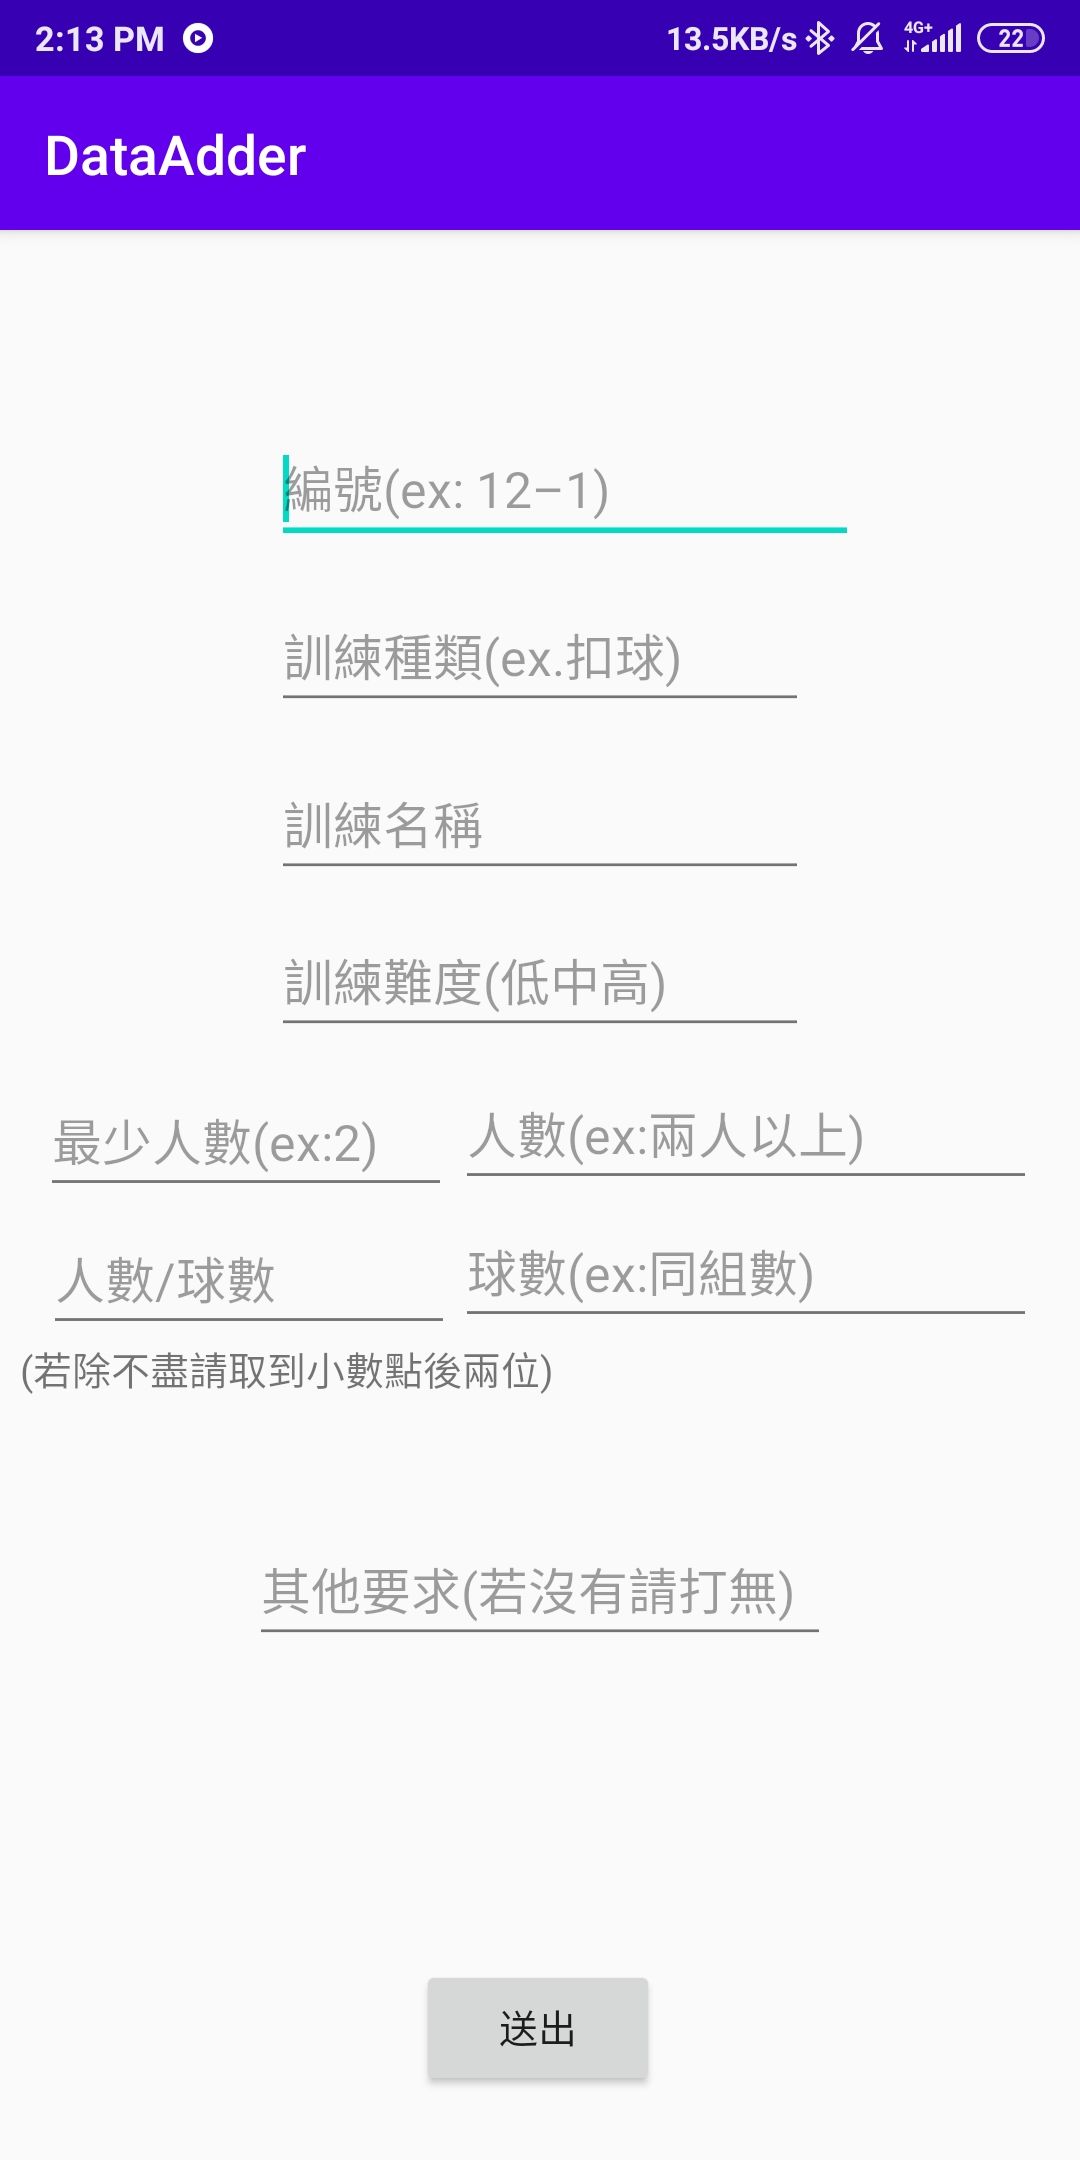 2:13 PM 13.5KB/s 4G+ 22
DataAdder
編號(ex: 12-1)
訓練種類(ex.扣球)
訓練名稱
訓練難度(低中高)
最少人數(ex:2) 人數(ex:兩人以上)
人數/球數 球數(ex:同組數)
(若除不盡請取到小數點後兩位)
其他要求(若沒有請打無)
送出